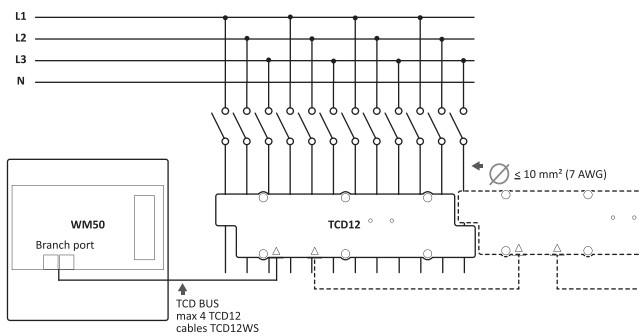 L1
L2
L3
N
≤ 10 mm² (7 AWG)
WM50
TCD12
Branch port
TCD BUS
max 4 TCD12
cables TCD12WS